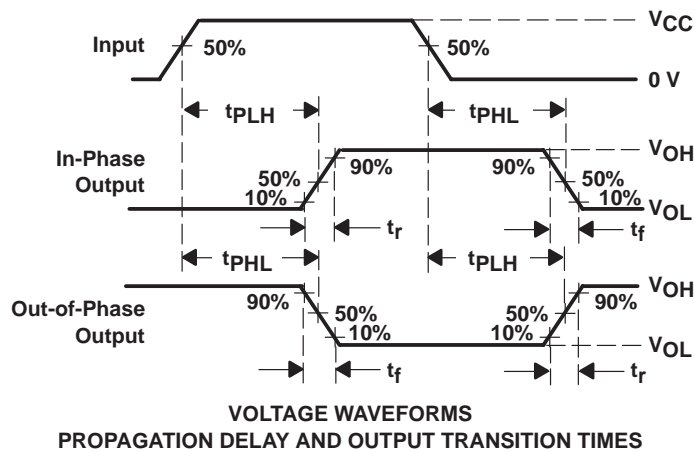 VCC
Input
50%
50%
0 V
tPLH
tPHL
In-Phase
Output
VOH
90%
90%
50%
50%
10%
10%
VOL
tr
tf
tPHL
tPLH
VOH
90%
90%
Out-of-Phase
Output
50%
50%
10%
10%
VOL
tf
tr
VOLTAGE WAVEFORMS
PROPAGATION DELAY AND OUTPUT TRANSITION TIMES